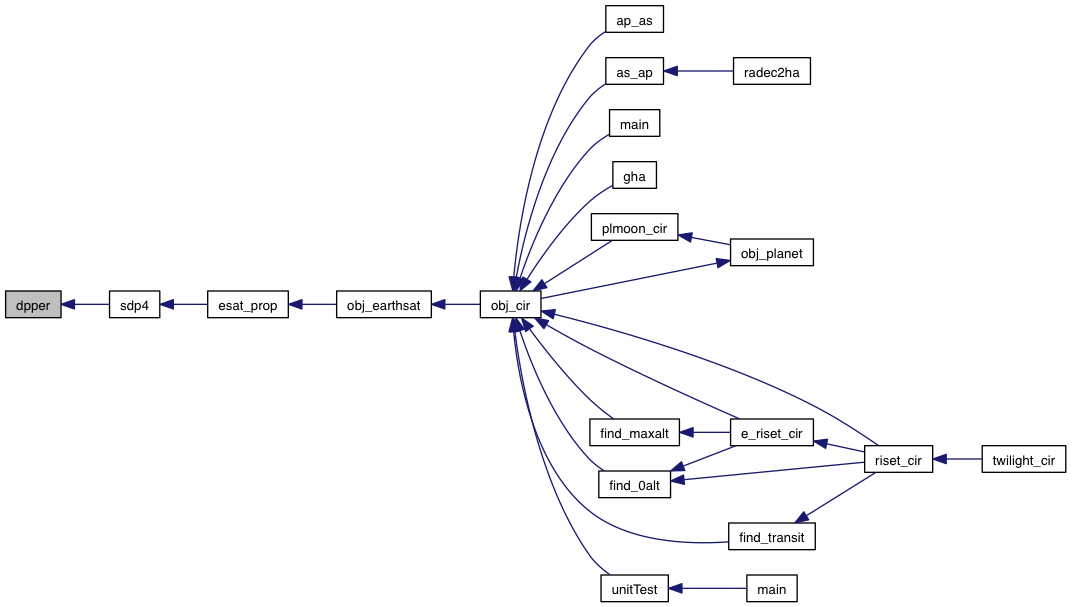 ap_as
as_ap
radec2ha
main
gha
plmoon_cir
obj_planet
dpper
sdp4
esat_prop
obj_earthsat
obj_cir
find_maxalt
e_riset_cir
riset_cir
twilight_cir
find_0alt
find_transit
unitTest
main